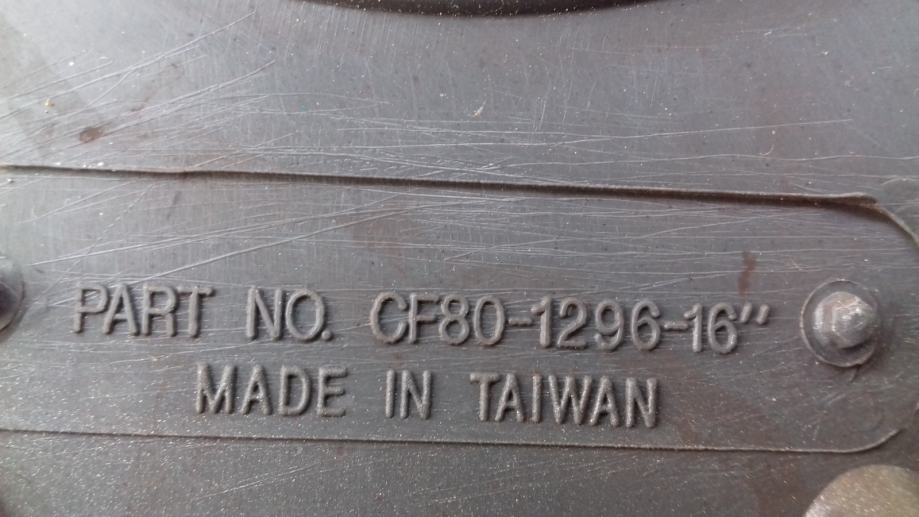 PART NO. CF80-1296-16"
MADE IN TAIWAN